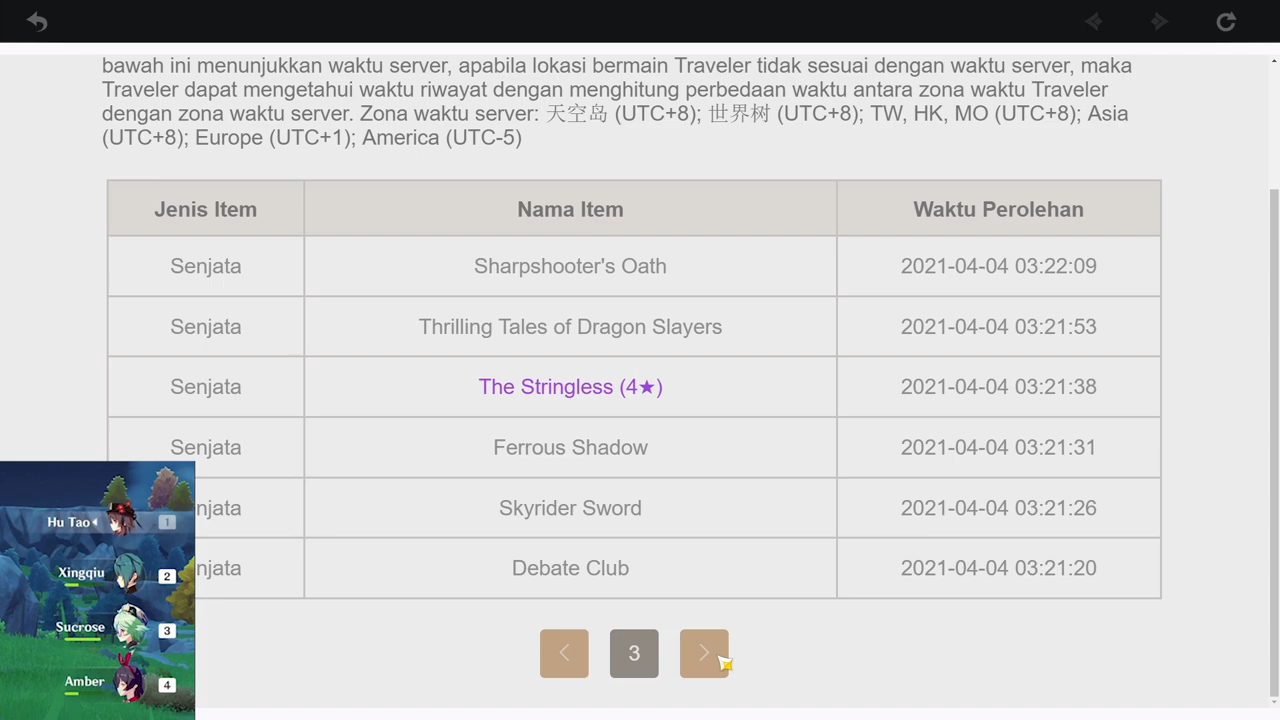 bawah ini menunjukkan waktu server, apabila lokasi bermain Traveler tidak sesuai dengan waktu server, maka
Traveler dapat mengetahui waktu riwayat dengan menghitung perbedaan waktu antara zona waktu Traveler
dengan zona waktu server. Zona waktu server: 天空岛 (UTC+8); 世界树 (UTC+8); TW, HK, MO (UTC+8); Asia
(UTC+8); Europe (UTC+1); America (UTC-5)
Jenis Item Nama Item Waktu Perolehan
Senjata Sharpshooter's Oath 2021-04-04 03:22:09
Senjata Thrilling Tales of Dragon Slayers 2021-04-04 03:21:53
Senjata The Stringless (4★) 2021-04-04 03:21:38
Senjata Ferrous Shadow 2021-04-04 03:21:31
njata Skyrider Sword 2021-04-04 03:21:26
njata Debate Club 2021-04-04 03:21:20
Hu Tao 1
Xingqiu 2
Sucrose 3
Amber 4
< 3 >